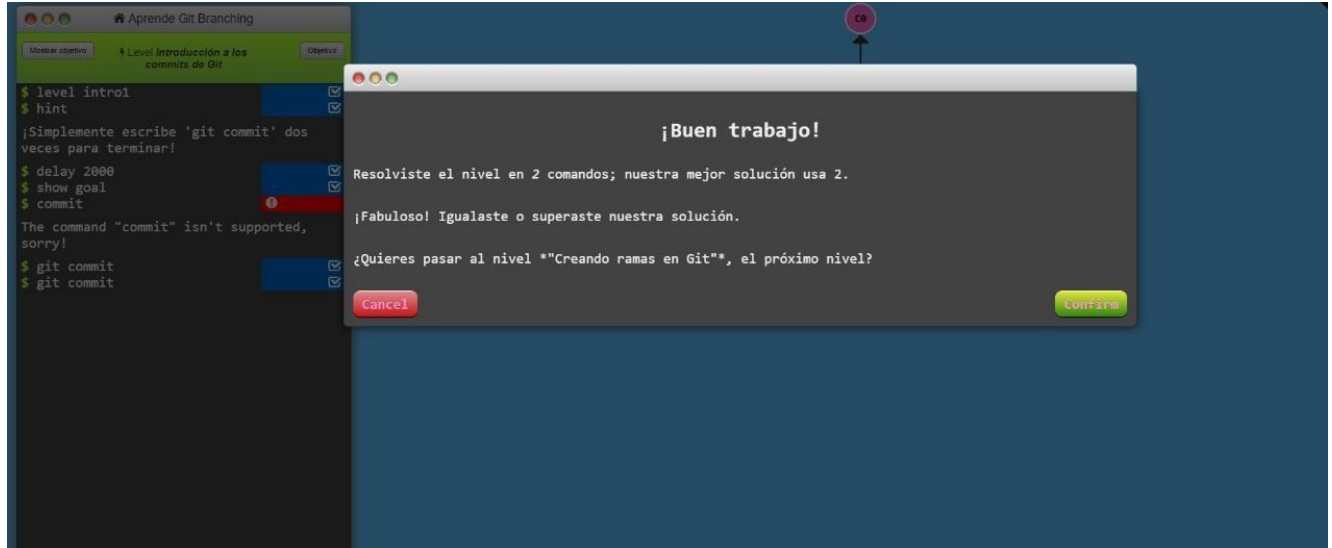 Aprende Git Branching
Mostrar objetivo
Level Introducción a los
commits de Git
Objetivo
$ level intro1
$ hint
¡Simplemente escribe 'git commit' dos
veces para terminar!
$ delay 2000
$ show goal
$ commit
The command "commit" isn't supported,
sorry!
$ git commit
$ git commit
C0
¡Buen trabajo!
Resolviste el nivel en 2 comandos; nuestra mejor solución usa 2.
¡Fabuloso! Igualaste o superaste nuestra solución.
¿Quieres pasar al nivel *"Creando ramas en Git"*, el próximo nivel?
Cancel
Confirm